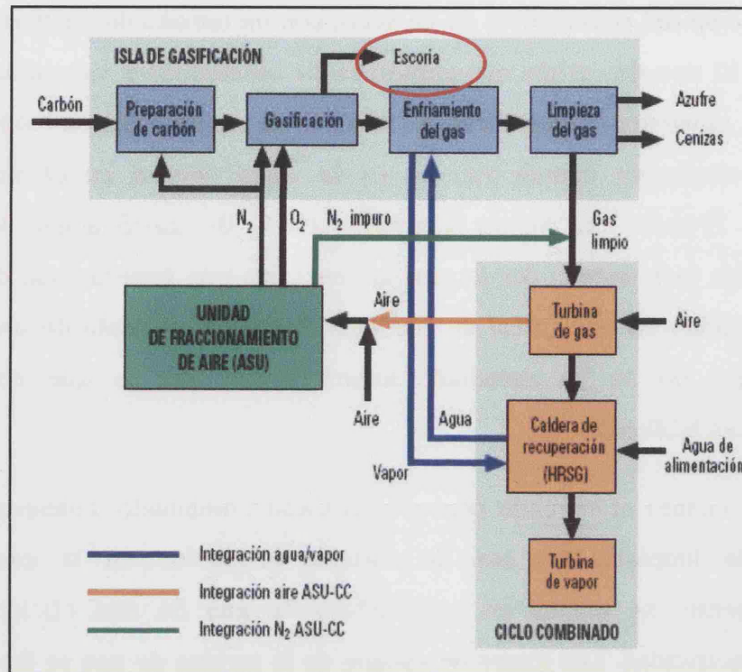 ISLA DE GASIFICACIÓN
Escoria
Carbón
Preparación
de carbón
Gasificación
Enfriamiento
del gas
Limpieza
del gas
Azufre
Cenizas
N₂
O₂
N₂ impuro
Gas
limpio
UNIDAD
DE FRACCIONAMIENTO
DE AIRE (ASU)
Aire
Turbina
de gas
Aire
Aire
Agua
Vapor
Caldera de
recuperación
(HRSG)
Agua de
alimentación
Turbina
de vapor
Integración agua/vapor
Integración aire ASU-CC
Integración N₂ ASU-CC
CICLO COMBINADO